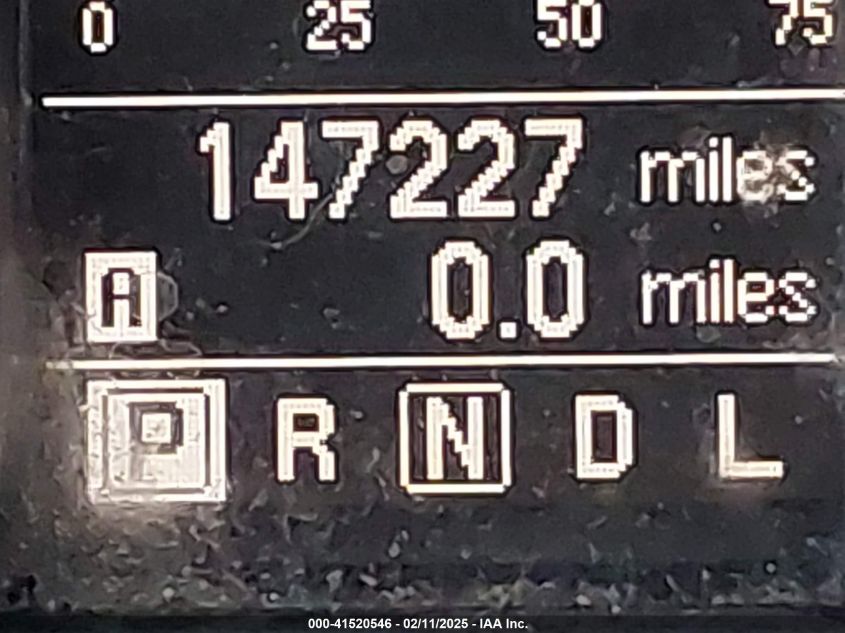 0 25 50 75
147227 miles
A 0.0 miles
P R N D L
000-41520546 - 02/11/2025 - IAA Inc.